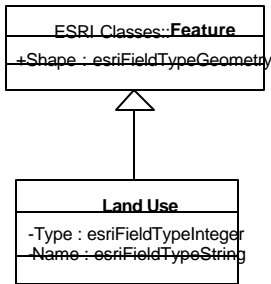 ESRI Classes::Feature
+Shape : esriFieldTypeGeometry
Land Use
-Type : esriFieldTypeInteger
-Name : esriFieldTypeString